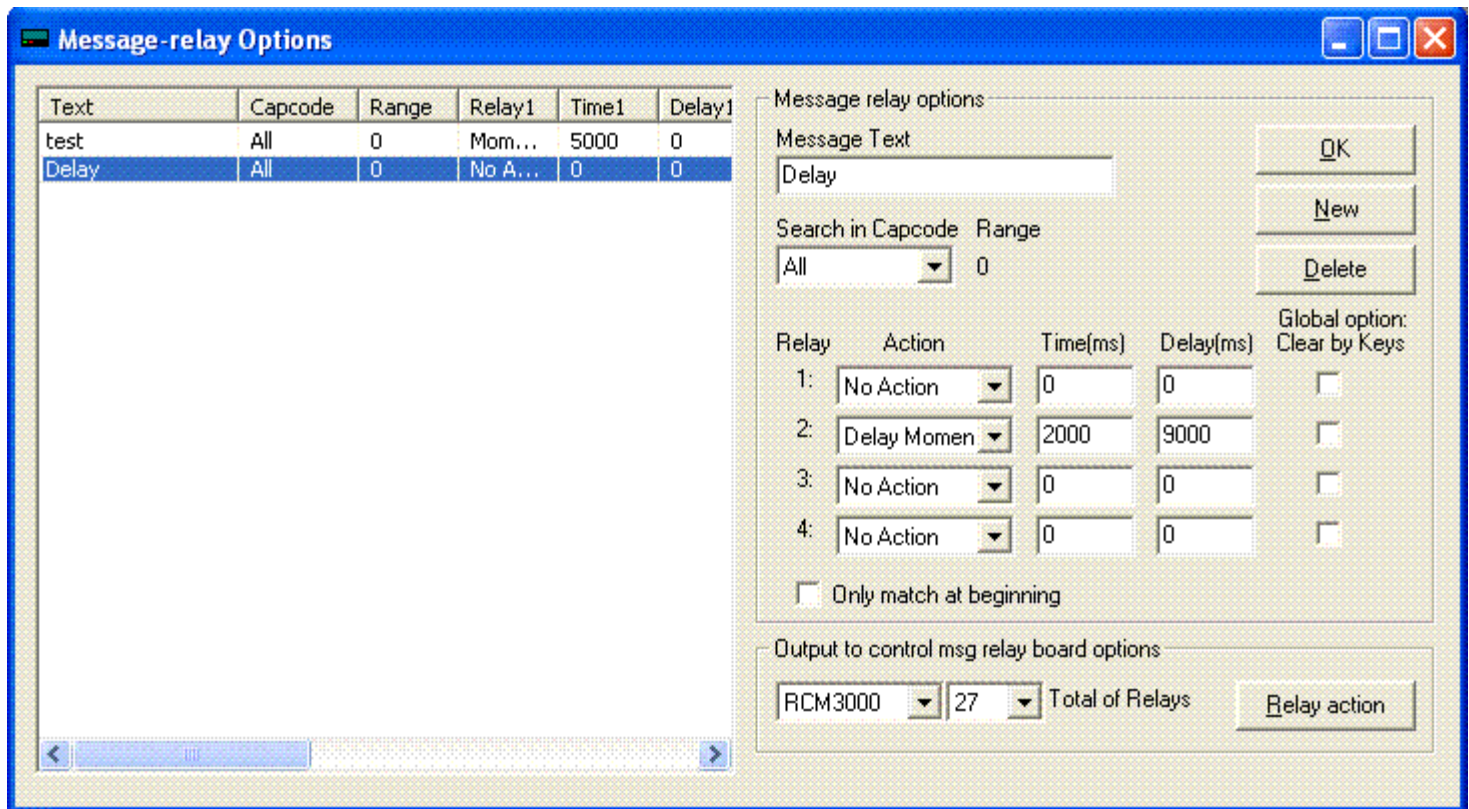 Message-relay Options
Text Capcode Range Relay1 Time1 Delay1
test All 0 Mom... 5000 0
Delay All 0 No A... 0 0
Message relay options
Message Text
Delay
OK
New
Search in Capcode Range
All 0
Delete
Global option:
Relay Action Time(ms) Delay(ms) Clear by Keys
1: No Action 0 0
2: Delay Momen 2000 9000
3: No Action 0 0
4: No Action 0 0
Only match at beginning
Output to control msg relay board options
RCM3000 27 Total of Relays Relay action